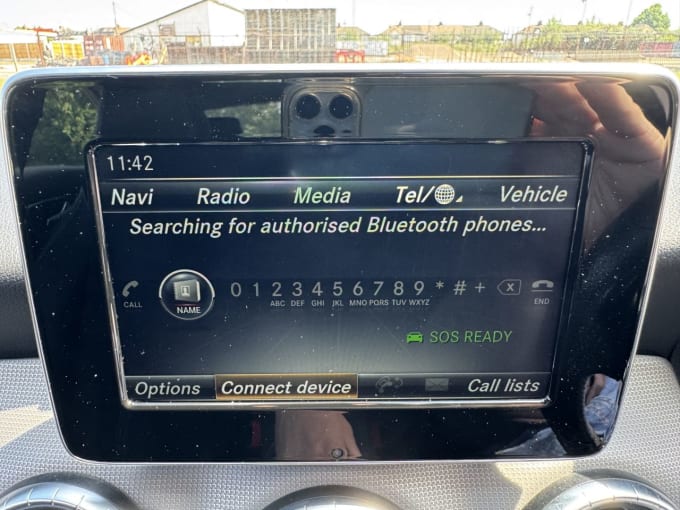 11:42
Navi Radio Media Tel/ Vehicle
Searching for authorised Bluetooth phones...
0 1 2 3 4 5 6 7 8 9 * # +
CALL NAME ABC DEF GHI JKL MNO PQRS TUV WXYZ END
SOS READY
Options Connect device Call lists